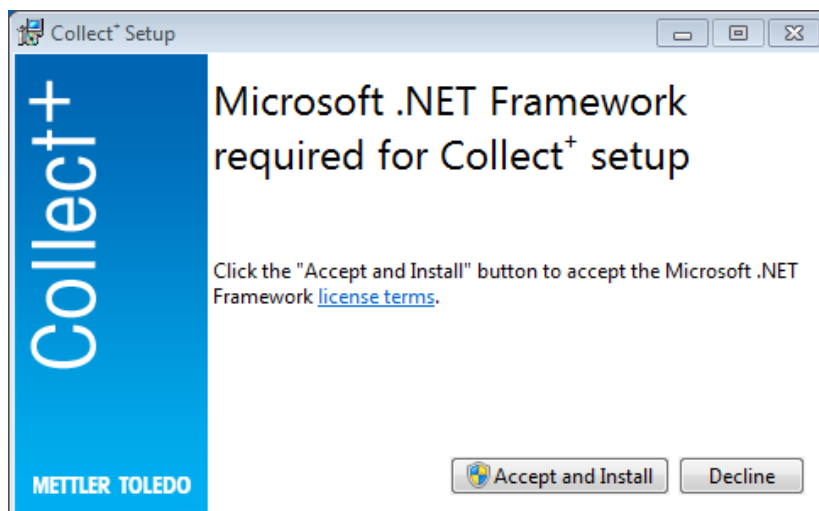 Collect⁺ Setup
Collect+
Microsoft .NET Framework
required for Collect⁺ setup
Click the "Accept and Install" button to accept the Microsoft .NET
Framework license terms.
METTLER TOLEDO
Accept and Install
Decline